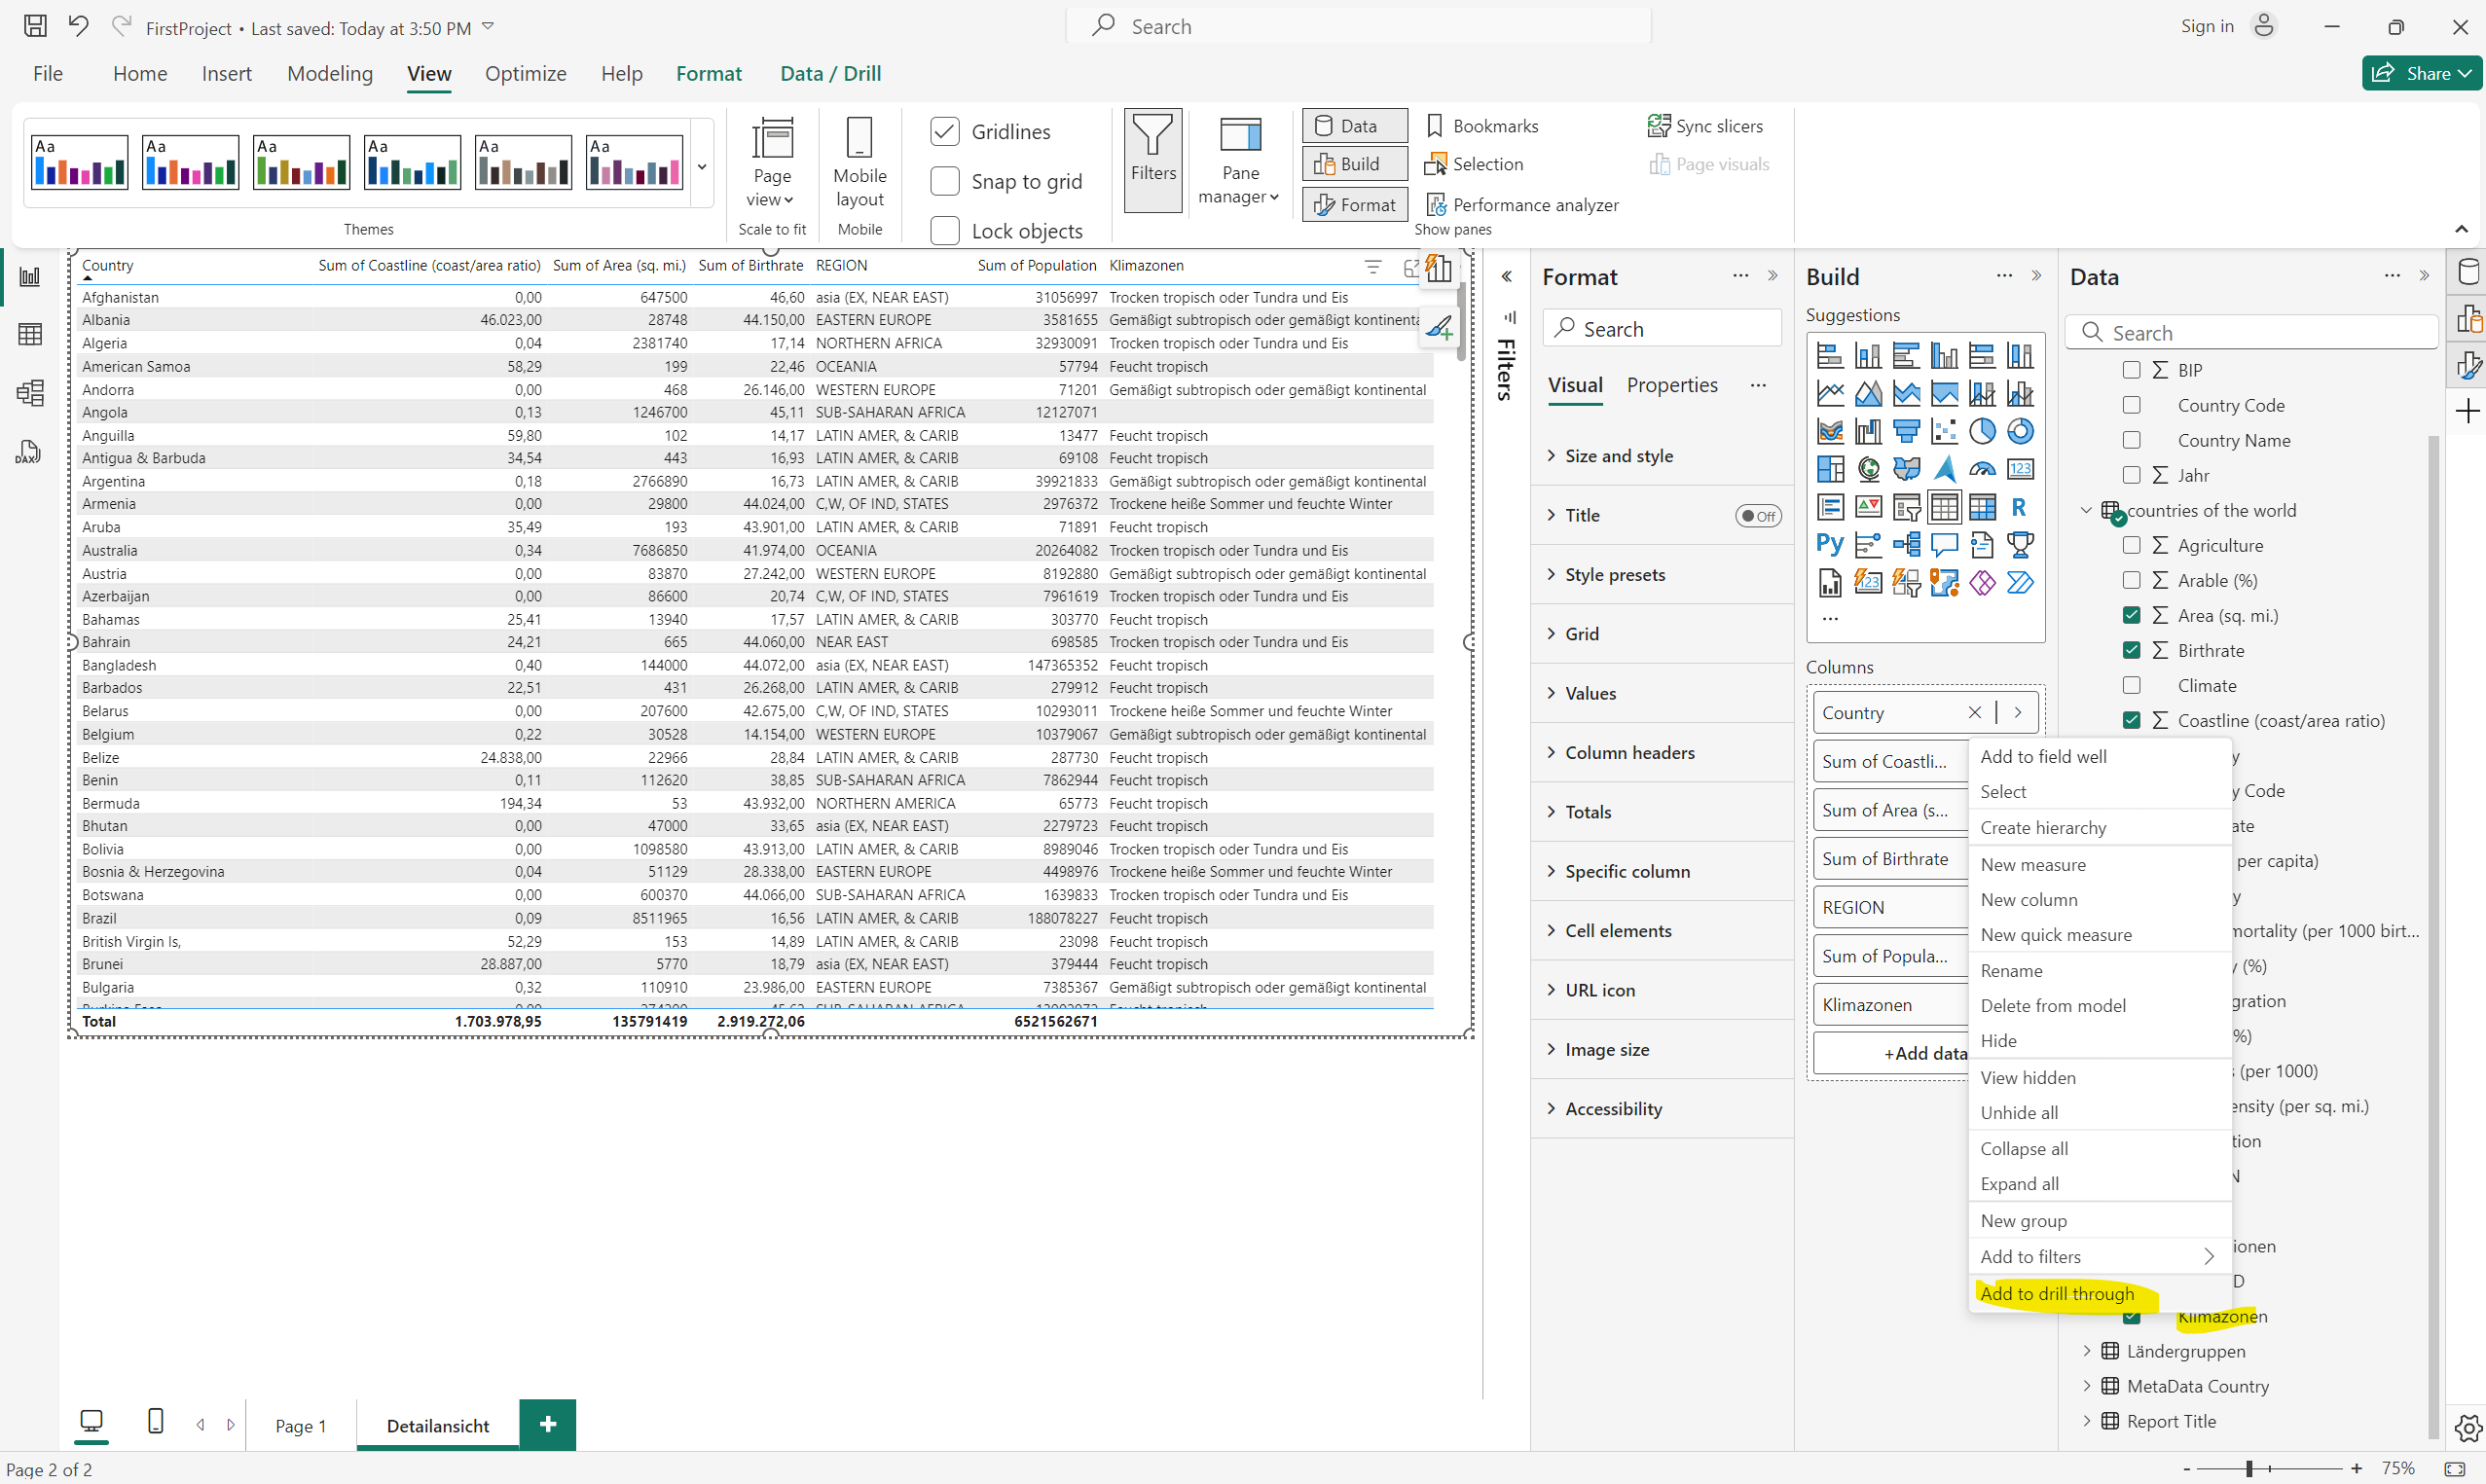 FirstProject • Last saved: Today at 3:50 PM
Search
Sign in
File Home Insert Modeling View Optimize Help Format Data / Drill
Share
Aa Aa Aa Aa Aa Aa
Themes
Page view
Scale to fit
Mobile layout
Mobile
Gridlines
Snap to grid
Lock objects
Filters
Pane manager
Data
Build
Format
Bookmarks
Selection
Performance analyzer
Sync slicers
Page visuals
Show panes
Country Sum of Coastline (coast/area ratio) Sum of Area (sq. mi.) Sum of Birthrate REGION Sum of Population Klimazonen
Afghanistan 0,00 647500 46,60 asia (EX, NEAR EAST) 31056997 Trocken tropisch oder Tundra und Eis
Albania 46.023,00 28748 44.150,00 EASTERN EUROPE 3581655 Gemäßigt subtropisch oder gemäßigt kontinenta
Algeria 0,04 2381740 17,14 NORTHERN AFRICA 32930091 Trocken tropisch oder Tundra und Eis
American Samoa 58,29 199 22,46 OCEANIA 57794 Feucht tropisch
Andorra 0,00 468 26.146,00 WESTERN EUROPE 71201 Gemäßigt subtropisch oder gemäßigt kontinental
Angola 0,13 1246700 45,11 SUB-SAHARAN AFRICA 12127071
Anguilla 59,80 102 14,17 LATIN AMER, & CARIB 13477 Feucht tropisch
Antigua & Barbuda 34,54 443 16,93 LATIN AMER, & CARIB 69108 Feucht tropisch
Argentina 0,18 2766890 16,73 LATIN AMER, & CARIB 39921833 Gemäßigt subtropisch oder gemäßigt kontinental
Armenia 0,00 29800 44.024,00 C,W, OF IND, STATES 2976372 Trockene heiße Sommer und feuchte Winter
Aruba 35,49 193 43.901,00 LATIN AMER, & CARIB 71891 Feucht tropisch
Australia 0,34 7686850 41.974,00 OCEANIA 20264082 Trocken tropisch oder Tundra und Eis
Austria 0,00 83870 27.242,00 WESTERN EUROPE 8192880 Gemäßigt subtropisch oder gemäßigt kontinental
Azerbaijan 0,00 86600 20,74 C,W, OF IND, STATES 7961619 Trocken tropisch oder Tundra und Eis
Bahamas 25,41 13940 17,57 LATIN AMER, & CARIB 303770 Feucht tropisch
Bahrain 24,21 665 44.060,00 NEAR EAST 698585 Trocken tropisch oder Tundra und Eis
Bangladesh 0,40 144000 44.072,00 asia (EX, NEAR EAST) 147365352 Feucht tropisch
Barbados 22,51 431 26.268,00 LATIN AMER, & CARIB 279912 Feucht tropisch
Belarus 0,00 207600 42.675,00 C,W, OF IND, STATES 10293011 Trockene heiße Sommer und feuchte Winter
Belgium 0,22 30528 14.154,00 WESTERN EUROPE 10379067 Gemäßigt subtropisch oder gemäßigt kontinental
Belize 24.838,00 22966 28,84 LATIN AMER, & CARIB 287730 Feucht tropisch
Benin 0,11 112620 38,85 SUB-SAHARAN AFRICA 7862944 Feucht tropisch
Bermuda 194,34 53 43.932,00 NORTHERN AMERICA 65773 Feucht tropisch
Bhutan 0,00 47000 33,65 asia (EX, NEAR EAST) 2279723 Feucht tropisch
Bolivia 0,00 1098580 43.913,00 LATIN AMER, & CARIB 8989046 Trocken tropisch oder Tundra und Eis
Bosnia & Herzegovina 0,04 51129 28.338,00 EASTERN EUROPE 4498976 Trockene heiße Sommer und feuchte Winter
Botswana 0,00 600370 44.066,00 SUB-SAHARAN AFRICA 1639833 Trocken tropisch oder Tundra und Eis
Brazil 0,09 8511965 16,56 LATIN AMER, & CARIB 188078227 Feucht tropisch
British Virgin Is, 52,29 153 14,89 LATIN AMER, & CARIB 23098 Feucht tropisch
Brunei 28.887,00 5770 18,79 asia (EX, NEAR EAST) 379444 Feucht tropisch
Bulgaria 0,32 110910 23.986,00 EASTERN EUROPE 7385367 Gemäßigt subtropisch oder gemäßigt kontinental
Total 1.703.978,95 135791419 2.919.272,06 6521562671
Filters
Format
Search
Visual Properties ...
Size and style
Title Off
Style presets
Grid
Values
Column headers
Totals
Specific column
Cell elements
URL icon
Image size
Accessibility
Build
Suggestions
123
R
Py
123
...
Columns
Country
Sum of Coastli...
Sum of Area (s...
Sum of Birthrate
REGION
Sum of Popula...
Klimazonen
+Add data
Add to field well
Select
Create hierarchy
New measure
New column
New quick measure
Rename
Delete from model
Hide
View hidden
Unhide all
Collapse all
Expand all
New group
Add to filters
Add to drill through
Data
Search
BIP
Country Code
Country Name
Jahr
countries of the world
Agriculture
Arable (%)
Area (sq. mi.)
Birthrate
Climate
Coastline (coast/area ratio)
y
y Code
ate
per capita)
y
mortality (per 1000 birt...
(%)
gration
%)
(per 1000)
ensity (per sq. mi.)
tion
N
ionen
D
Klimazonen
Ländergruppen
MetaData Country
Report Title
DAX
Page 1 Detailansicht +
Page 2 of 2
- + 75%